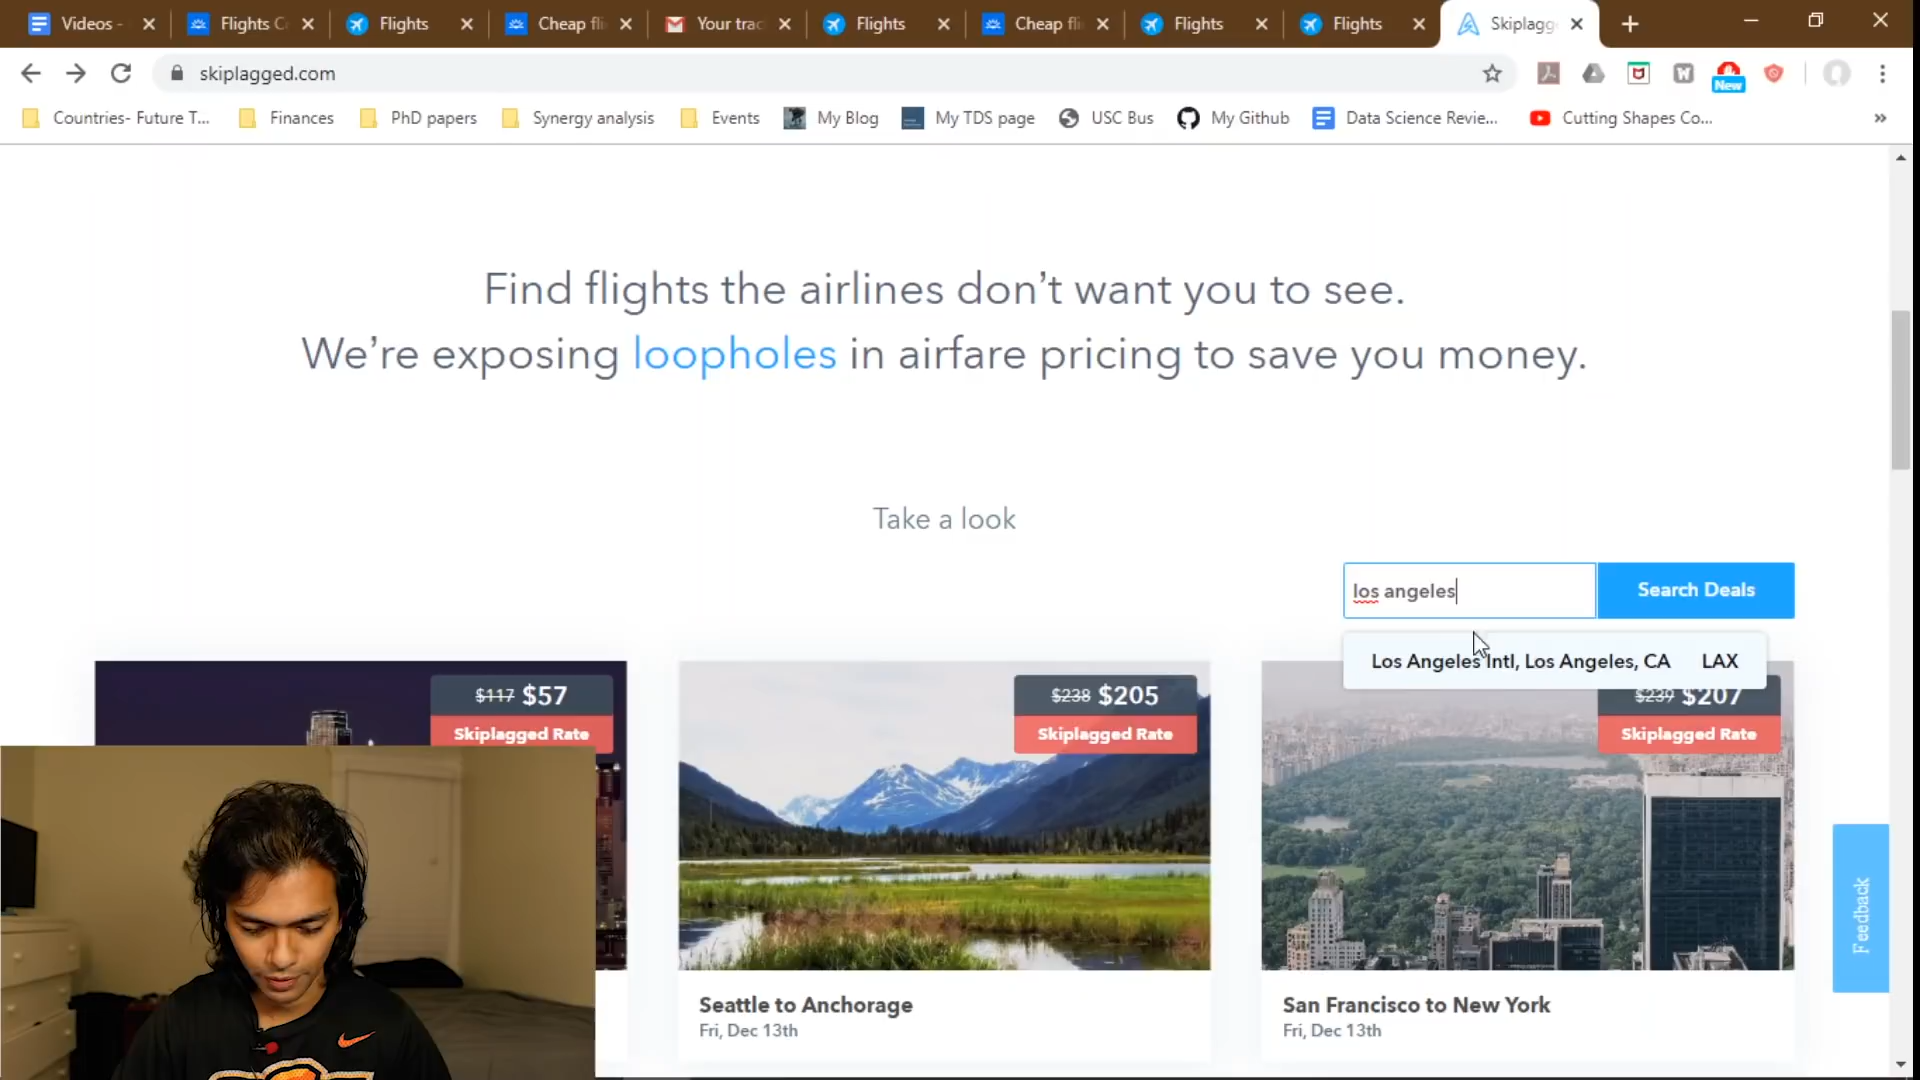 Videos -
Flights C
Flights
Cheap fli
Your trac
Flights
Cheap fli
Flights
Flights
Skiplagg
skiplagged.com
New
Countries- Future T...
Finances
PhD papers
Synergy analysis
Events
My Blog
My TDS page
USC Bus
My Github
Data Science Revie...
Cutting Shapes Co...
»
Find flights the airlines don't want you to see.
We're exposing loopholes in airfare pricing to save you money.
Take a look
los angeles
Search Deals
Los Angeles Intl, Los Angeles, CA LAX
$117 $57
Skiplagged Rate
$238 $205
Skiplagged Rate
$239 $207
Skiplagged Rate
Seattle to Anchorage
Fri, Dec 13th
San Francisco to New York
Fri, Dec 13th
Feedback